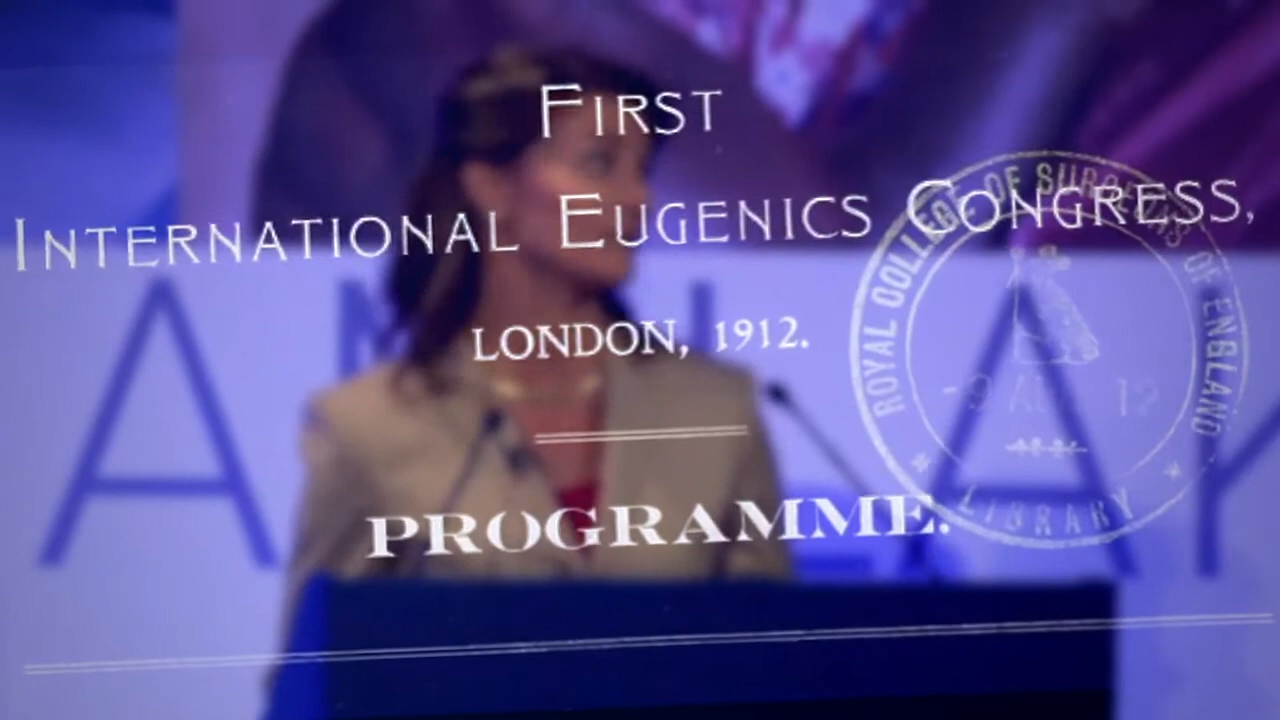 FIRST
INTERNATIONAL EUGENICS CONGRESS,
LONDON, 1912.
PROGRAMME.
ROYAL COLLEGE OF SURGEONS OF ENGLAND
LIBRARY